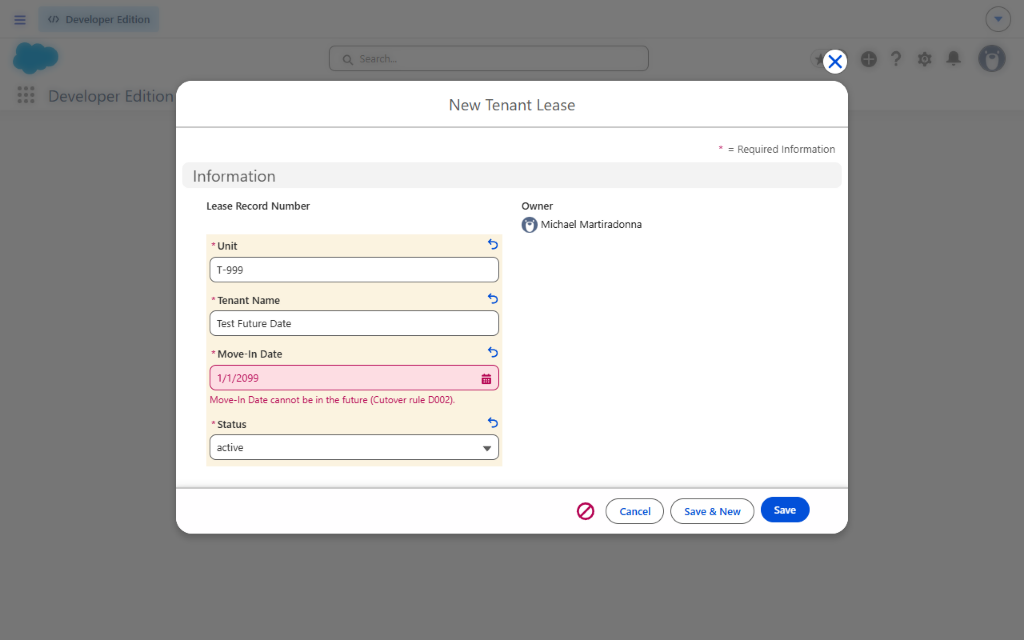 Developer Edition
Search...
Developer Edition
New Tenant Lease
* = Required Information
Information
Lease Record Number
Owner
Michael Martiradonna
*Unit
T-999
*Tenant Name
Test Future Date
*Move-In Date
1/1/2099
Move-In Date cannot be in the future (Cutover rule D002).
*Status
active
Cancel
Save & New
Save